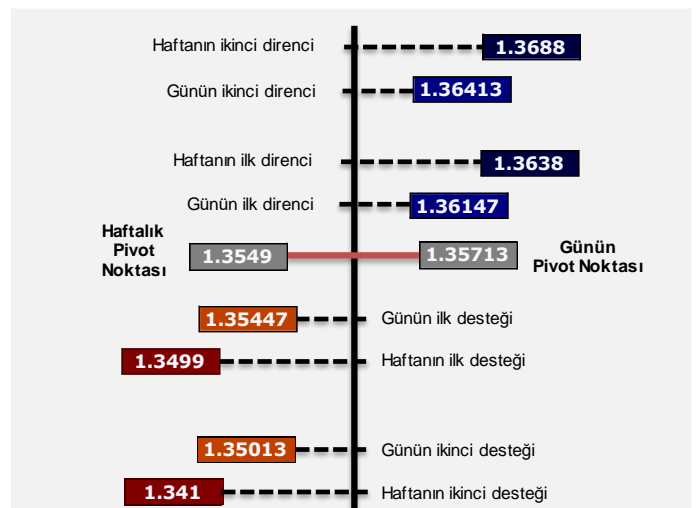 Haftanın ikinci direnci
1.3688
Günün ikinci direnci
1.36413
Haftanın ilk direnci
1.3638
Günün ilk direnci
1.36147
Haftalık
Pivot
Noktası
1.3549
1.35713
Günün
Pivot Noktası
1.35447
Günün ilk desteği
1.3499
Haftanın ilk desteği
1.35013
Günün ikinci desteği
1.341
Haftanın ikinci desteği